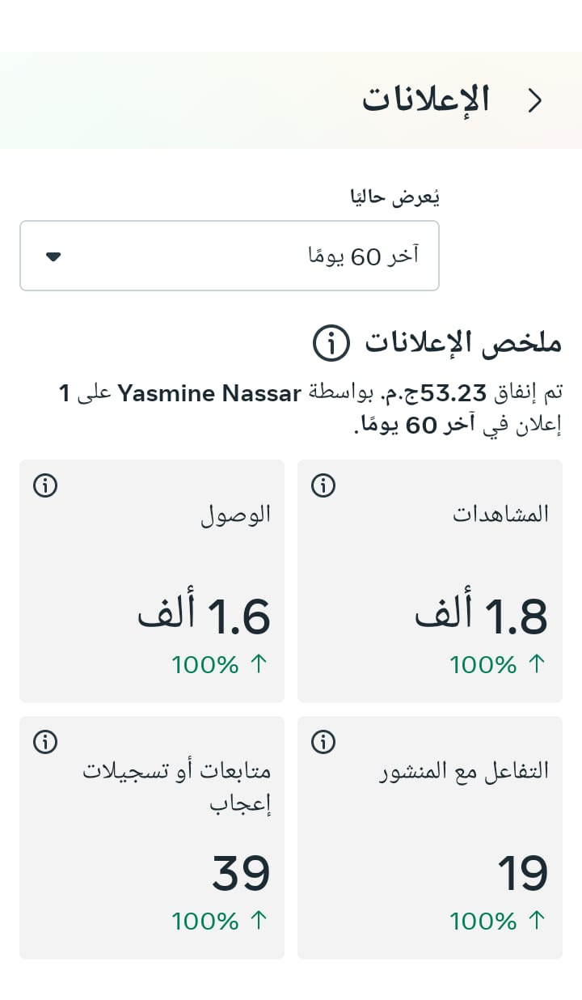 الإعلانات
يُعرض حاليًا
آخر 60 يومًا
ملخص الإعلانات
تم إنفاق 53.23ج.م. بواسطة Yasmine Nassar على 1
إعلان في آخر 60 يومًا.
المشاهدات
1.8 ألف
100%
الوصول
1.6 ألف
100%
التفاعل مع المنشور
19
100%
متابعات أو تسجيلات
إعجاب
39
100%